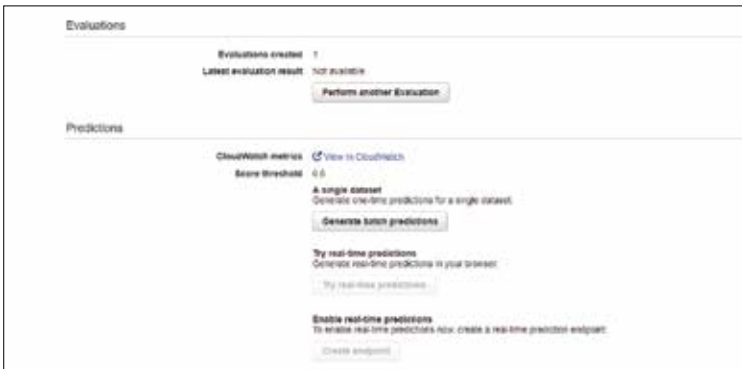 Evaluations
Evaluations created 1
Latest evaluation result Not available
Perform another Evaluation
Predictions
CloudWatch metrics View in CloudWatch
Score threshold 0.5
A single dataset
Generate one-time predictions for a single dataset.
Generate batch predictions
Try real-time predictions
Generate real-time predictions in your browser.
Try real-time predictions
Enable real-time predictions
To enable real-time predictions now, create a real-time prediction endpoint.
Create endpoint